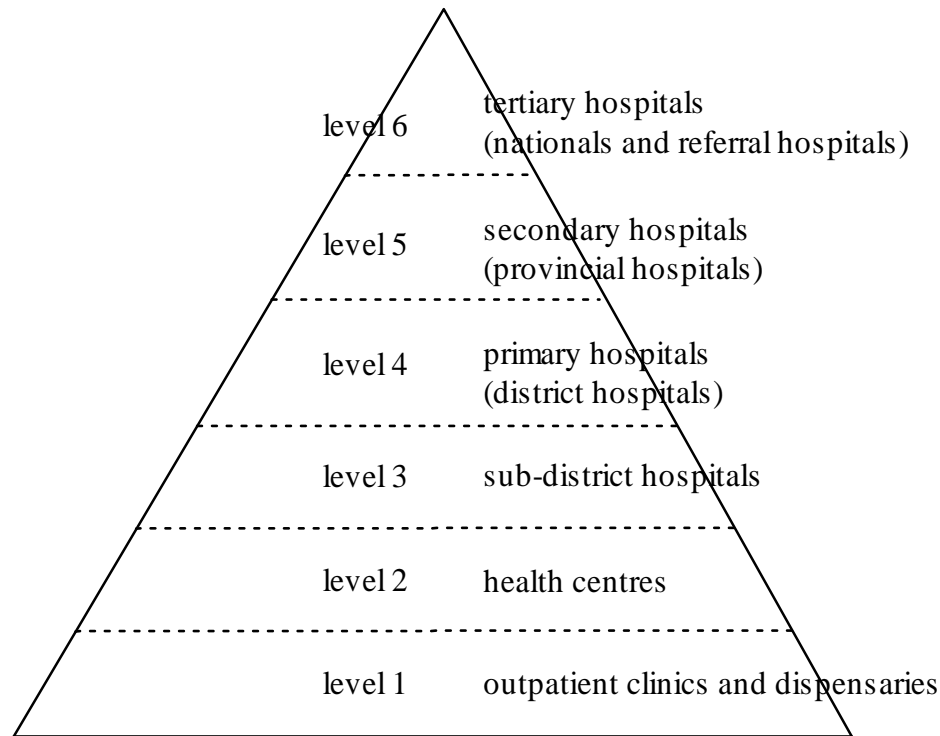 level 6
tertiary hospitals
(nationals and referral hospitals)
level 5
secondary hospitals
(provincial hospitals)
level 4
primary hospitals
(district hospitals)
level 3
sub-district hospitals
level 2
health centres
level 1
outpatient clinics and dispensaries